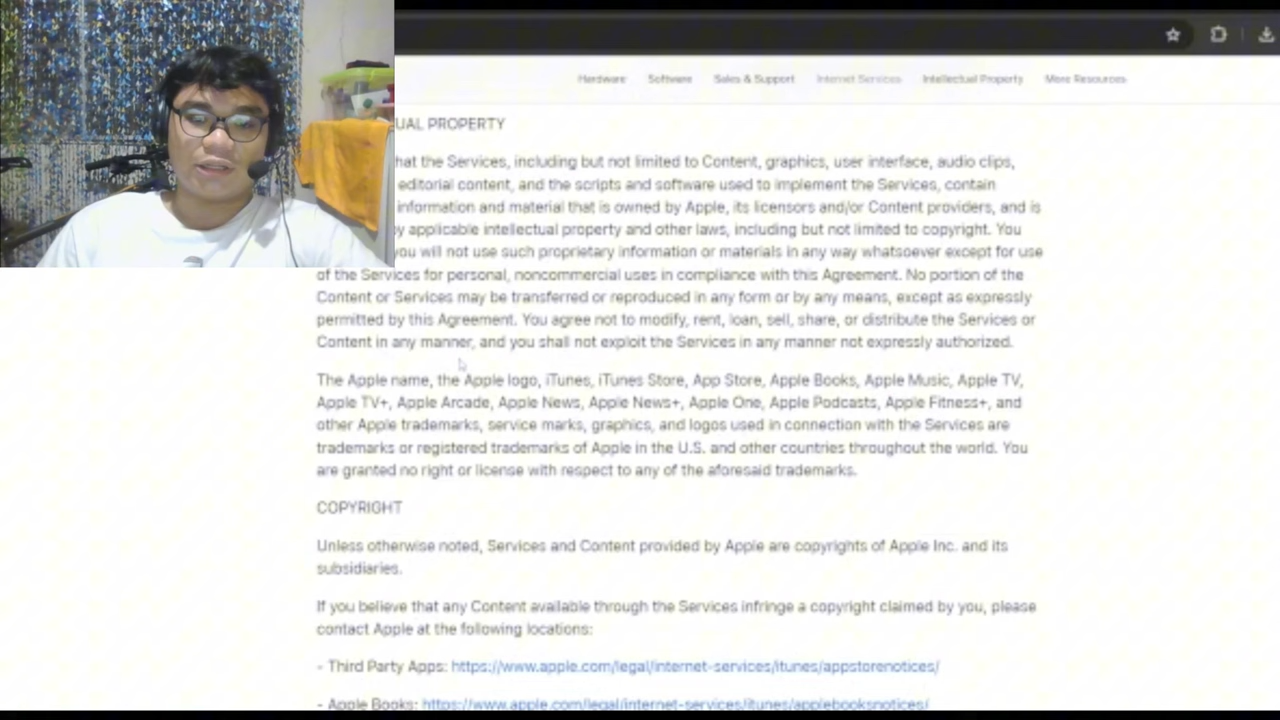 Hardware Software Sales & Support Internet Services Intellectual Property More Resources
UAL PROPERTY
hat the Services, including but not limited to Content, graphics, user interface, audio clips,
editorial content, and the scripts and software used to implement the Services, contain
information and material that is owned by Apple, its licensors and/or Content providers, and is
y applicable intellectual property and other laws, including but not limited to copyright. You
you will not use such proprietary information or materials in any way whatsoever except for use
of the Services for personal, noncommercial uses in compliance with this Agreement. No portion of the
Content or Services may be transferred or reproduced in any form or by any means, except as expressly
permitted by this Agreement. You agree not to modify, rent, loan, sell, share, or distribute the Services or
Content in any manner, and you shall not exploit the Services in any manner not expressly authorized.
The Apple name, the Apple logo, iTunes, iTunes Store, App Store, Apple Books, Apple Music, Apple TV,
Apple TV+, Apple Arcade, Apple News, Apple News+, Apple One, Apple Podcasts, Apple Fitness+, and
other Apple trademarks, service marks, graphics, and logos used in connection with the Services are
trademarks or registered trademarks of Apple in the U.S. and other countries throughout the world. You
are granted no right or license with respect to any of the aforesaid trademarks.
COPYRIGHT
Unless otherwise noted, Services and Content provided by Apple are copyrights of Apple Inc. and its
subsidiaries.
If you believe that any Content available through the Services infringe a copyright claimed by you, please
contact Apple at the following locations:
- Third Party Apps: https://www.apple.com/legal/internet-services/itunes/appstorenotices/
- Apple Books: https://www.apple.com/legal/internet-services/itunes/applebooksnotices/